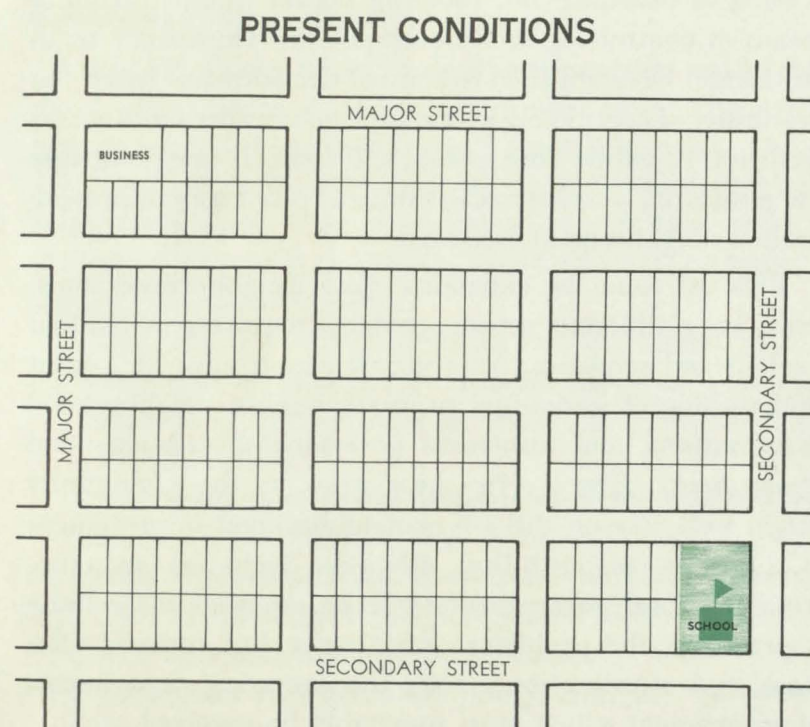 PRESENT CONDITIONS
MAJOR STREET
BUSINESS
MAJOR STREET
SECONDARY STREET
SCHOOL
SECONDARY STREET